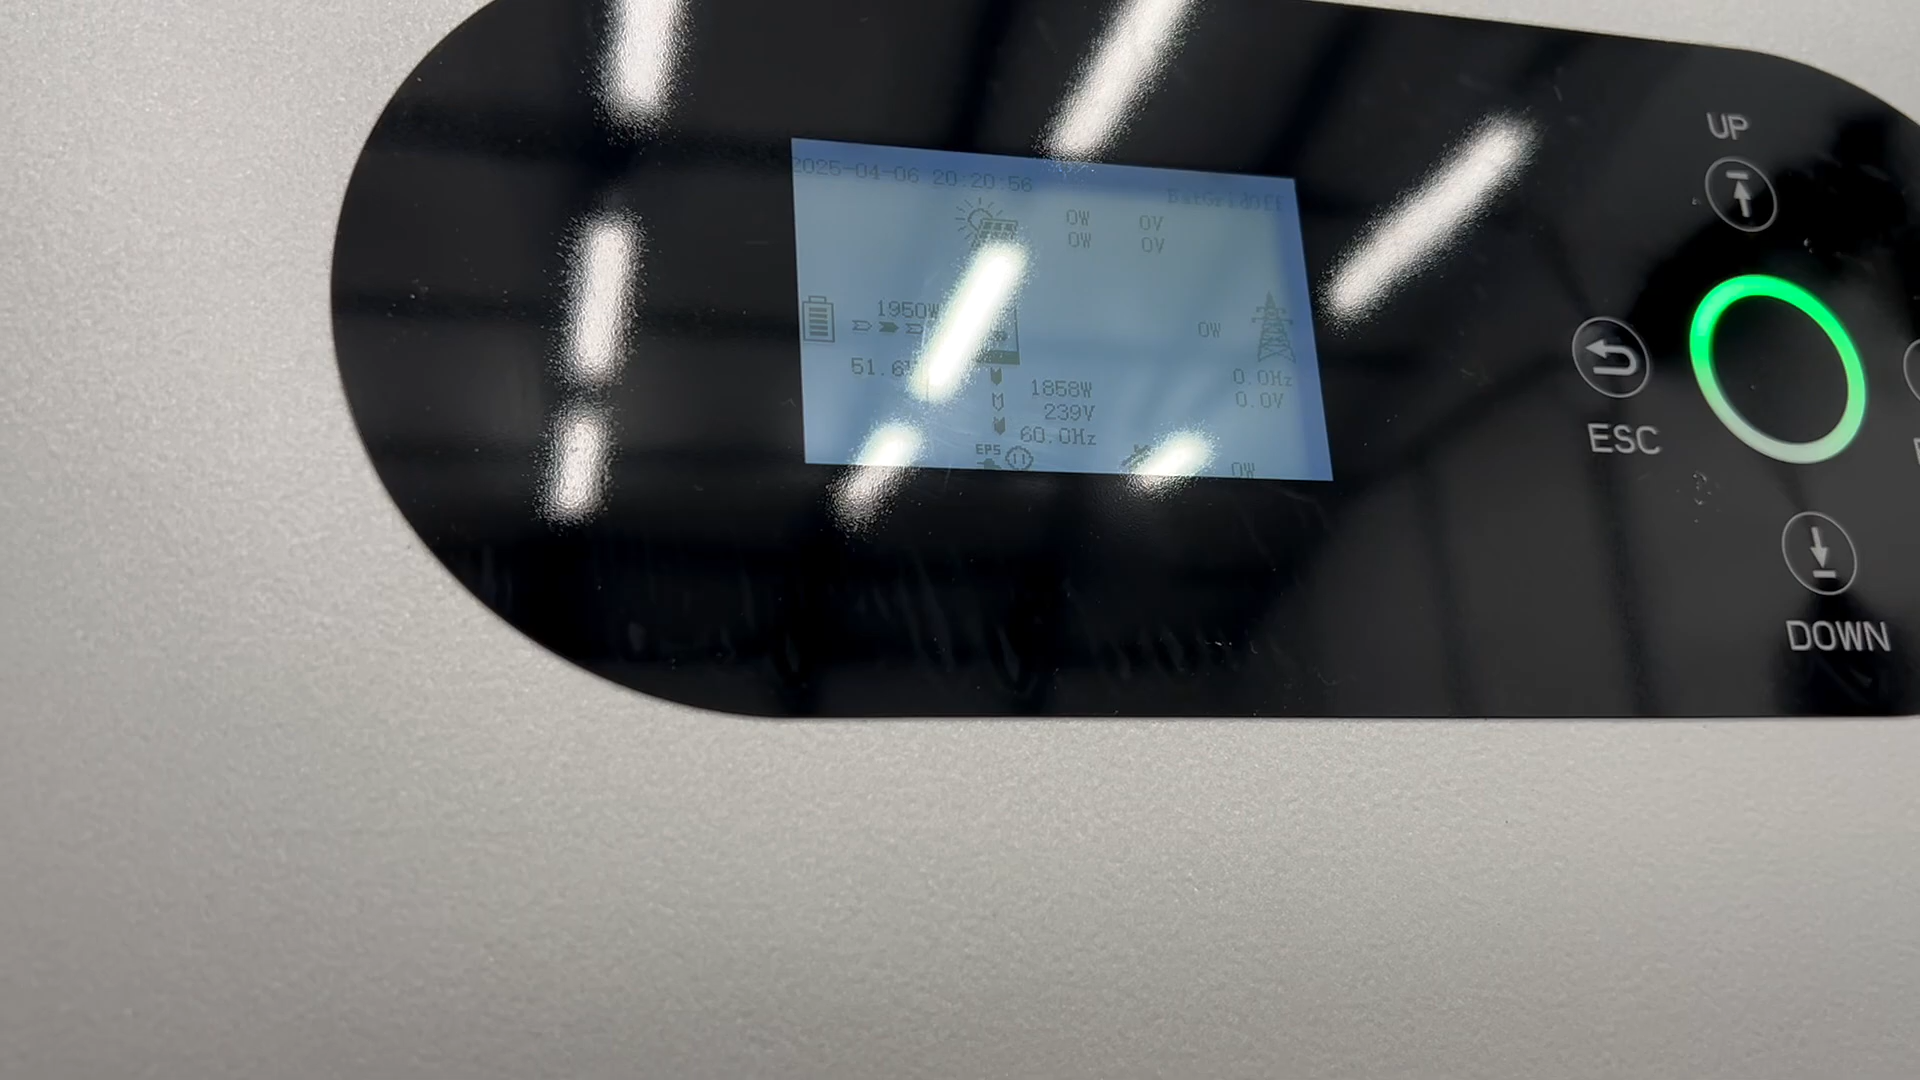 2025-04-06 20:20:56
BatGridOff
0W 0V
0W 0V
1950W
0W
51.6
0.0Hz
0.0V
1858W
239V
60.0Hz
EPS
0W
UP
ESC
DOWN